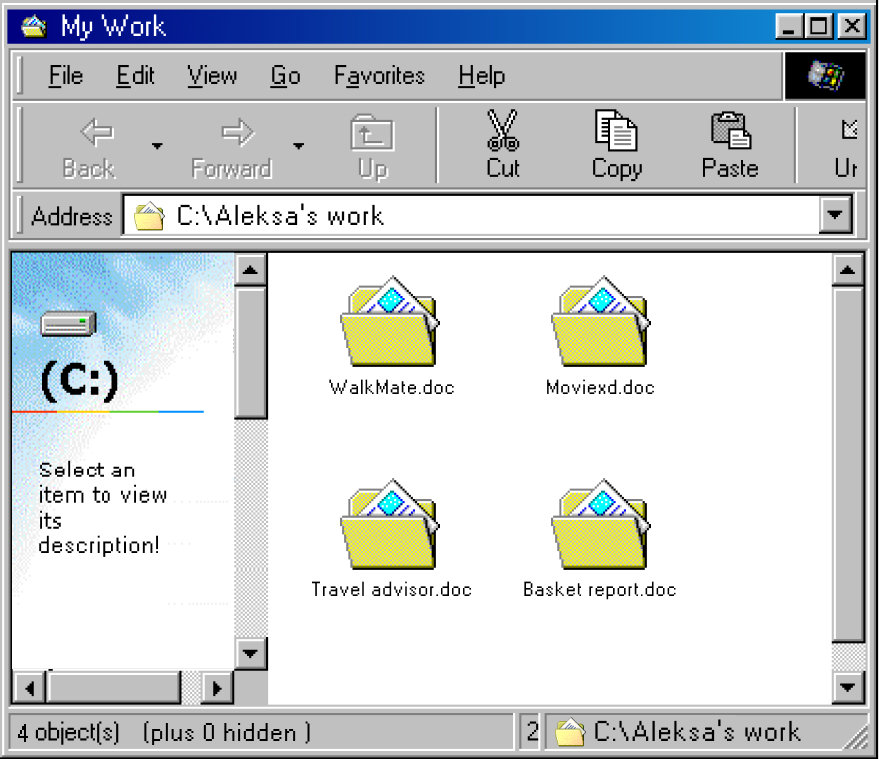 My Work
File Edit View Go Favorites Help
Back Forward Up Cut Copy Paste
Address C:\Aleksa's work
(C:)
Select an
item to view
its
description!
WalkMate.doc Moviexd.doc
Travel advisor.doc Basket report.doc
4 object(s) (plus 0 hidden ) 2 C:\Aleksa's work